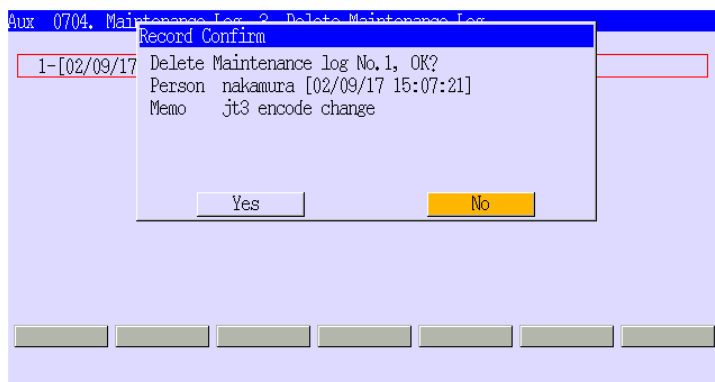 Aux 0704. Maintenance Log 3. Delete Maintenance Log
Record Confirm
1-[02/09/17
Delete Maintenance log No.1, OK?
Person nakamura [02/09/17 15:07:21]
Memo jt3 encode change
Yes No